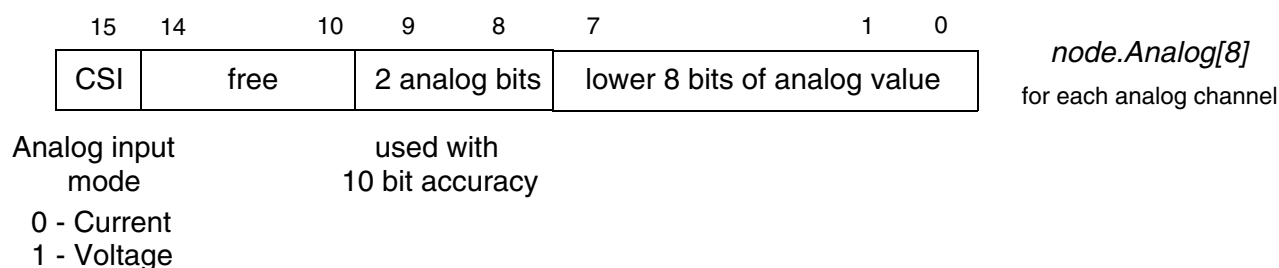 15 14 10 9 8 7 1 0
CSI free 2 analog bits lower 8 bits of analog value
node.Analog[8]
for each analog channel
Analog input
mode
0 - Current
1 - Voltage
used with
10 bit accuracy